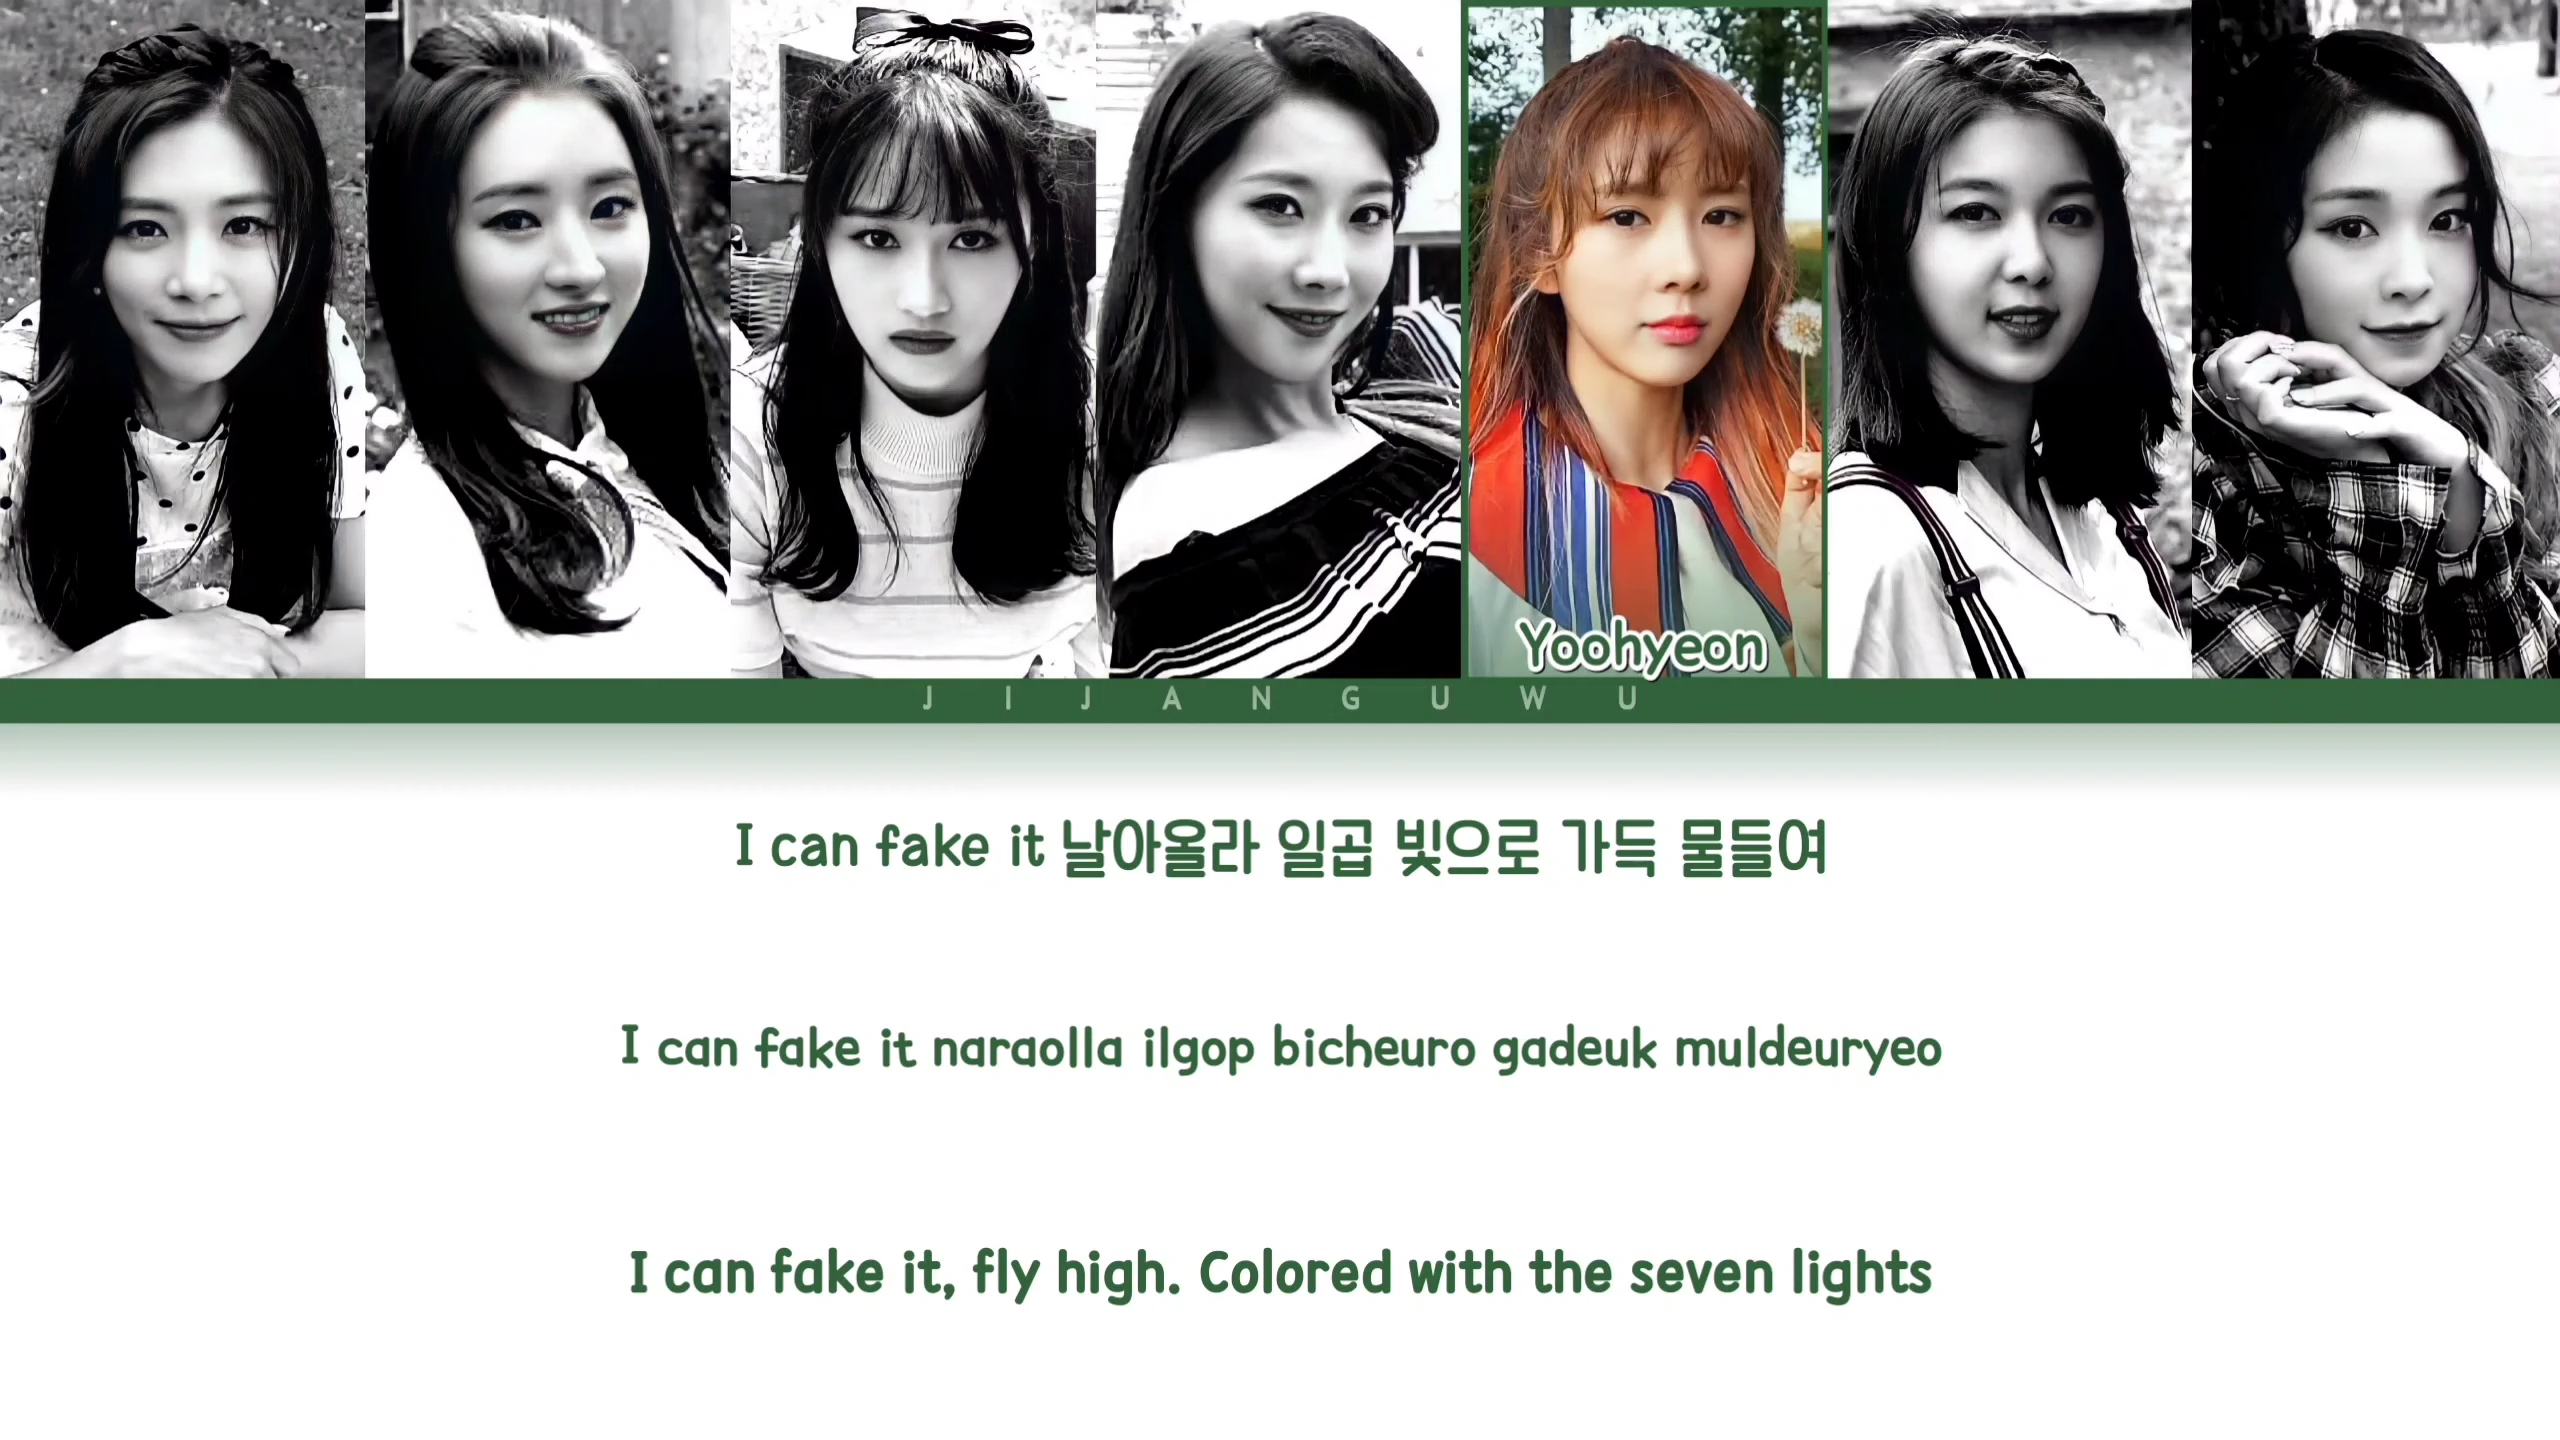 Yoohyeon
JIJANGUWU
I can fake it 날아올라 일곱 빛으로 가득 물들여
I can fake it naraolla ilgop bicheuro gadeuk muldeuryeo
I can fake it, fly high. Colored with the seven lights